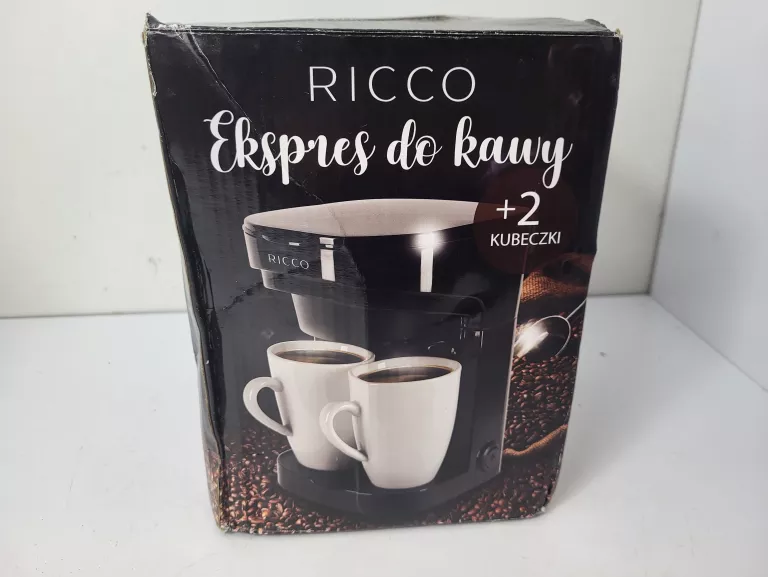 RICCO
Ekspres do kawy
+2
KUBECZKI
RICCO